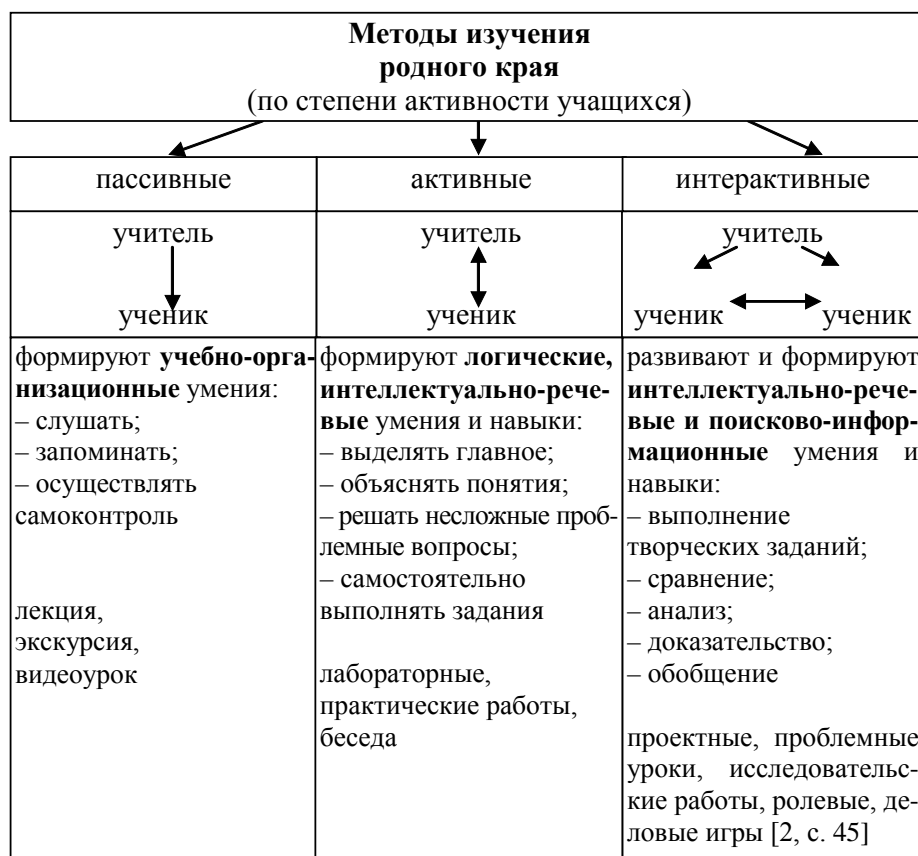 Методы изучения
родного края
(по степени активности учащихся)
пассивные
активные
интерактивные
учитель
ученик
учитель
ученик
учитель
ученик ученик
формируют учебно-орга-
низационные умения:
– слушать;
– запоминать;
– осуществлять
самоконтроль
лекция,
экскурсия,
видеоурок
формируют логические,
интеллектуально-рече-
вые умения и навыки:
– выделять главное;
– объяснять понятия;
– решать несложные проб-
лемные вопросы;
– самостоятельно
выполнять задания
лабораторные,
практические работы,
беседа
развивают и формируют
интеллектуально-рече-
вые и поисково-инфор-
мационные умения и
навыки:
– выполнение
творческих заданий;
– сравнение;
– анализ;
– доказательство;
– обобщение
проектные, проблемные
уроки, исследовательс-
кие работы, ролевые, де-
ловые игры [2, с. 45]